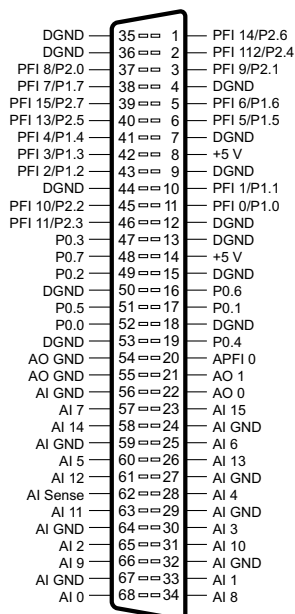 DGND 35 1 PFI 14/P2.6
DGND 36 2 PFI 112/P2.4
PFI 8/P2.0 37 3 PFI 9/P2.1
PFI 7/P1.7 38 4 DGND
PFI 15/P2.7 39 5 PFI 6/P1.6
PFI 13/P2.5 40 6 PFI 5/P1.5
PFI 4/P1.4 41 7 DGND
PFI 3/P1.3 42 8 +5 V
PFI 2/P1.2 43 9 DGND
DGND 44 10 PFI 1/P1.1
PFI 10/P2.2 45 11 PFI 0/P1.0
PFI 11/P2.3 46 12 DGND
P0.3 47 13 DGND
P0.7 48 14 +5 V
P0.2 49 15 DGND
DGND 50 16 P0.6
P0.5 51 17 P0.1
P0.0 52 18 DGND
DGND 53 19 P0.4
AO GND 54 20 APFI 0
AO GND 55 21 AO 1
AI GND 56 22 AO 0
AI 7 57 23 AI 15
AI 14 58 24 AI GND
AI GND 59 25 AI 6
AI 5 60 26 AI 13
AI 12 61 27 AI GND
AI Sense 62 28 AI 4
AI 11 63 29 AI GND
AI GND 64 30 AI 3
AI 2 65 31 AI 10
AI 9 66 32 AI GND
AI GND 67 33 AI 1
AI 0 68 34 AI 8